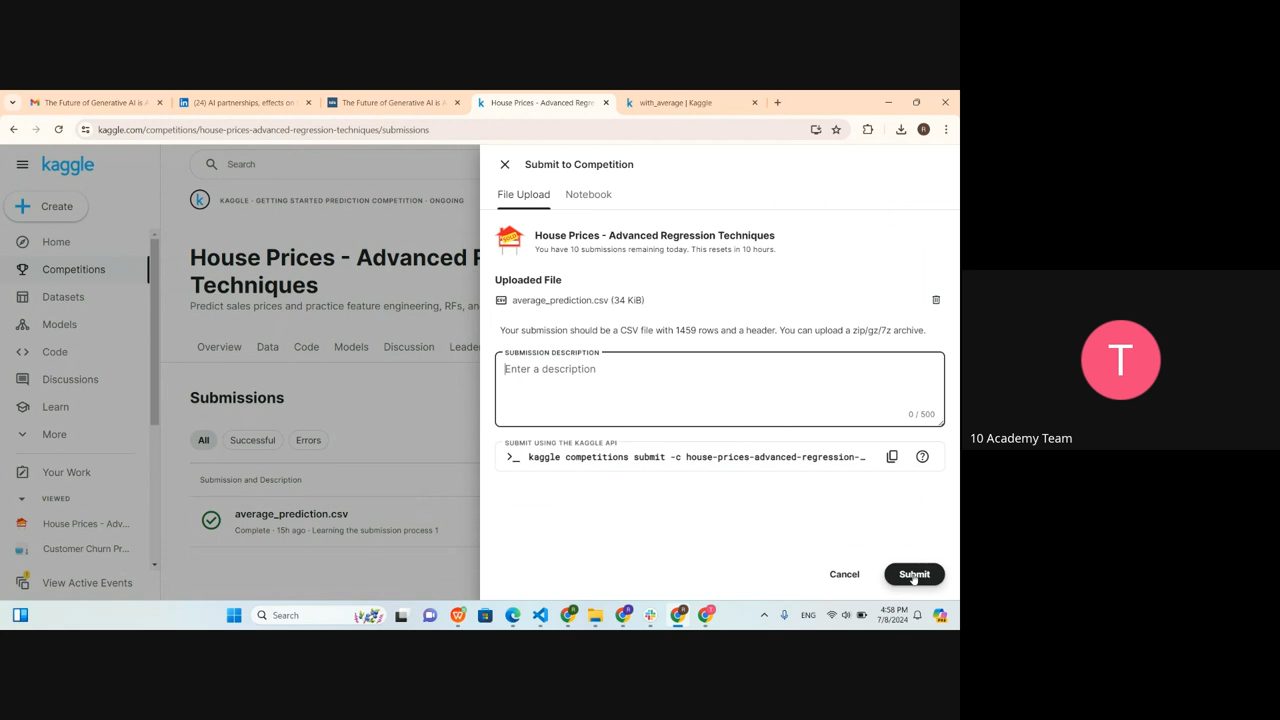 The Future of Generative AI is A
(24) AI partnerships, effects on
The Future of Generative AI is A
House Prices - Advanced Regre
with_average | Kaggle
kaggle.com/competitions/house-prices-advanced-regression-techniques/submissions
R
kaggle
Search
Create
Home
Competitions
Datasets
Models
Code
Discussions
Learn
More
Your Work
VIEWED
House Prices - Adv...
Customer Churn Pr...
View Active Events
KAGGLE · GETTING STARTED PREDICTION COMPETITION · ONGOING
House Prices - Advanced R
Techniques
Predict sales prices and practice feature engineering, RFs, an
Overview Data Code Models Discussion Leade
Submissions
All Successful Errors
Submission and Description
average_prediction.csv
Complete · 15h ago · Learning the submission process 1
Submit to Competition
File Upload Notebook
SOLD
House Prices - Advanced Regression Techniques
You have 10 submissions remaining today. This resets in 10 hours.
Uploaded File
CSV average_prediction.csv (34 KiB)
Your submission should be a CSV file with 1459 rows and a header. You can upload a zip/gz/7z archive.
SUBMISSION DESCRIPTION
Enter a description
0 / 500
SUBMIT USING THE KAGGLE API
>_ kaggle competitions submit -c house-prices-advanced-regression-…
Cancel Submit
Search
ENG
4:58 PM
7/8/2024
T
10 Academy Team